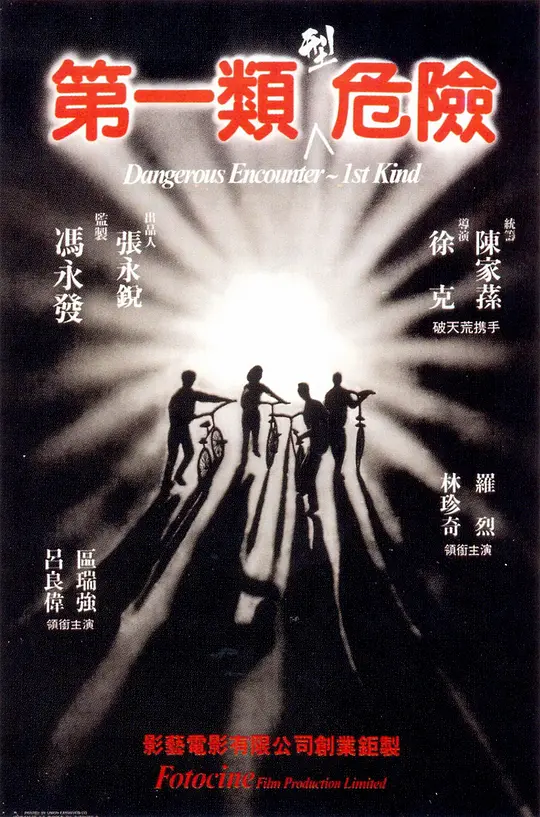 第一類型危險
Dangerous Encounter~1st Kind
出品人
張永銳
監製
馮永發
統籌
陳家蓀
導演
徐克
破天荒携手
羅烈
林珍奇
領銜主演
區瑞強
呂良偉
領銜主演
影藝電影有限公司創業鉅製
Fotocine Film Production Limited